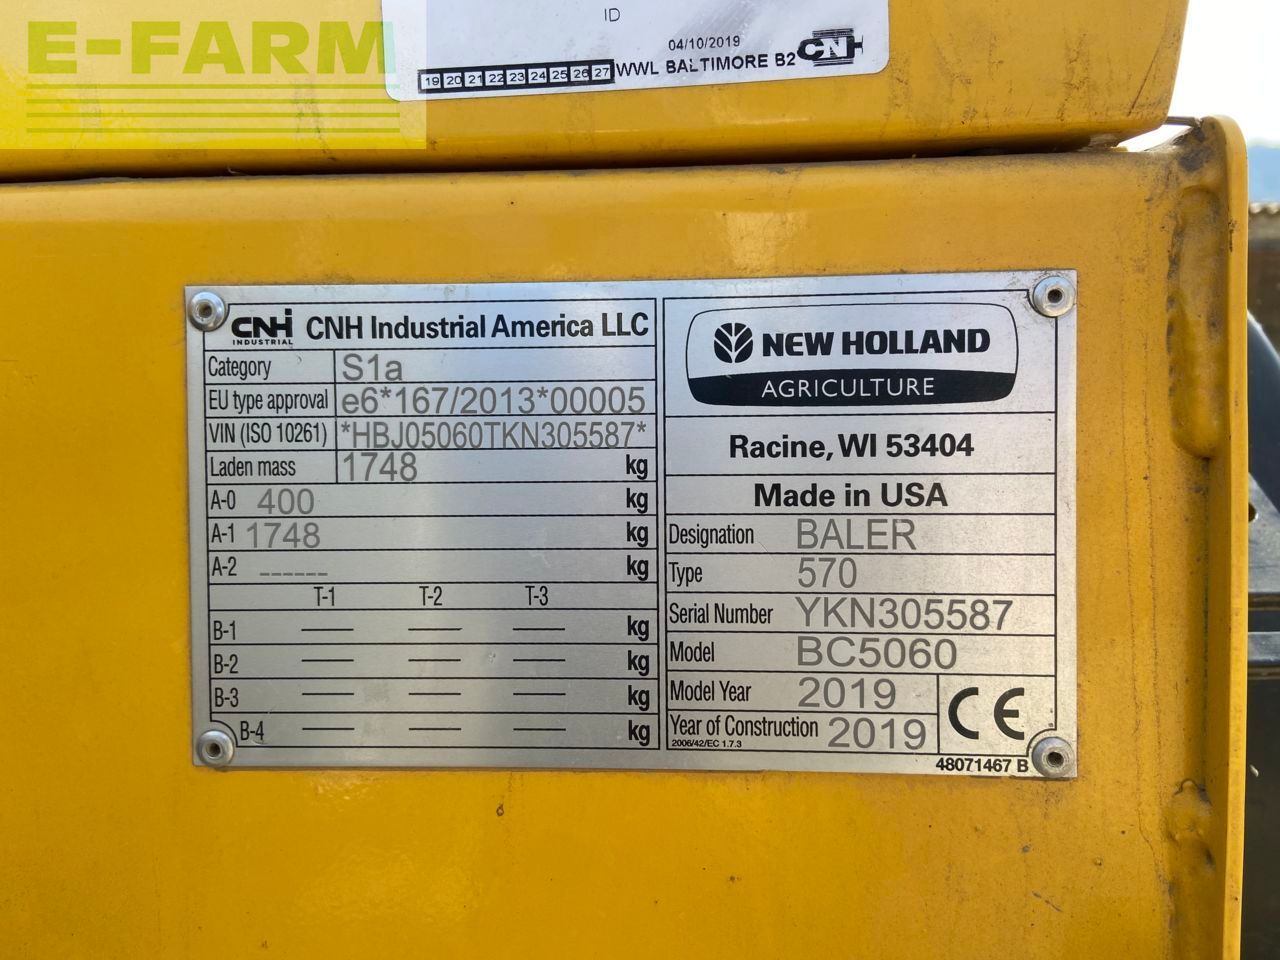 E-FARM
ID
04/10/2019
19 20 21 22 23 24 25 26 27 WWL BALTIMORE B2 CNH
CNH INDUSTRIAL CNH Industrial America LLC
Category S1a
EU type approval e6*167/2013*00005
VIN (ISO 10261) *HBJ05060TKN305587*
Laden mass 1748 kg
A-0 400 kg
A-1 1748 kg
A-2 ------ kg
T-1 T-2 T-3
B-1 — — — kg
B-2 — — — kg
B-3 — — — kg
B-4 — — — kg
NEW HOLLAND
AGRICULTURE
Racine, WI 53404
Made in USA
Designation BALER
Type 570
Serial Number YKN305587
Model BC5060
Model Year 2019
Year of Construction 2019
2006/42/EC 1.7.3
CE
48071467 B